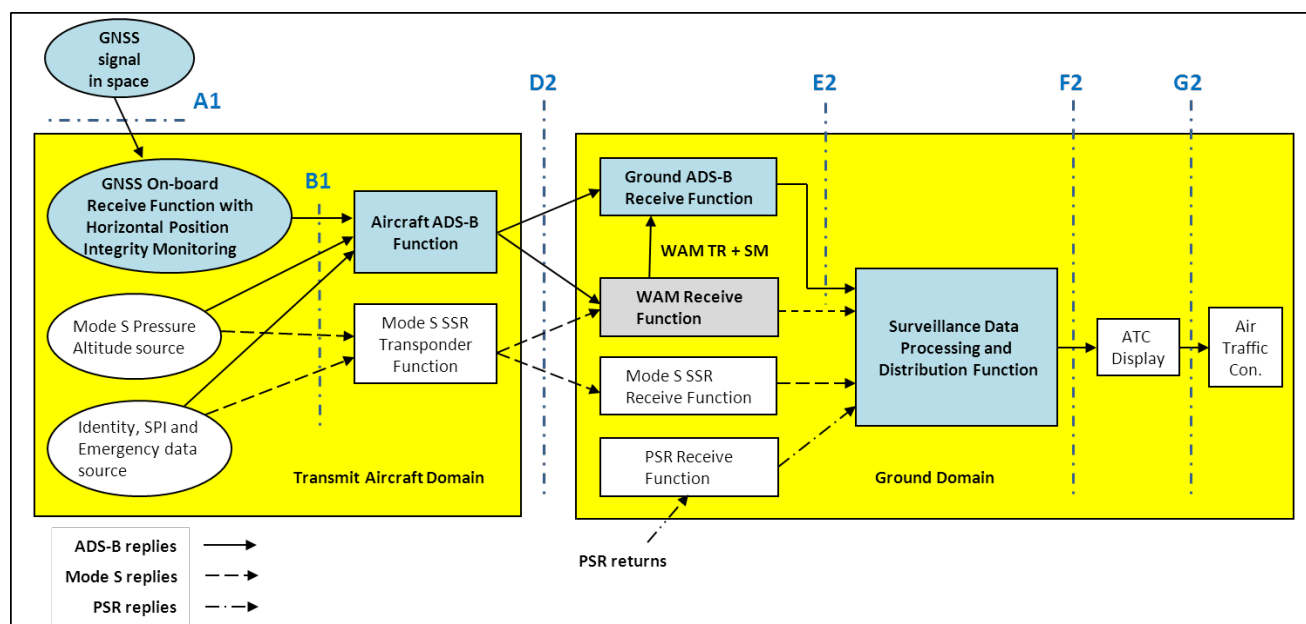 GNSS
signal
in space
A1
D2
E2
F2
G2
GNSS On-board
Receive Function with
Horizontal Position
Integrity Monitoring
B1
Aircraft ADS-B
Function
Ground ADS-B
Receive Function
WAM TR + SM
WAM Receive
Function
Mode S Pressure
Altitude source
Mode S SSR
Transponder
Function
Surveillance Data
Processing and
Distribution Function
ATC
Display
Air
Traffic
Con.
Mode S SSR
Receive Function
Identity, SPI and
Emergency data
source
PSR Receive
Function
Transmit Aircraft Domain
Ground Domain
PSR returns
ADS-B replies
Mode S replies
PSR replies